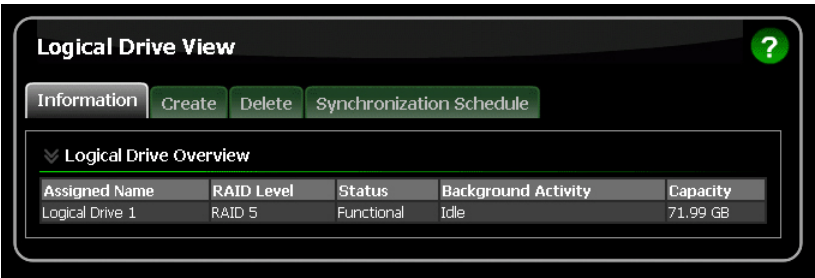 Logical Drive View
?
Information Create Delete Synchronization Schedule
Logical Drive Overview
Assigned Name RAID Level Status Background Activity Capacity
Logical Drive 1 RAID 5 Functional Idle 71.99 GB